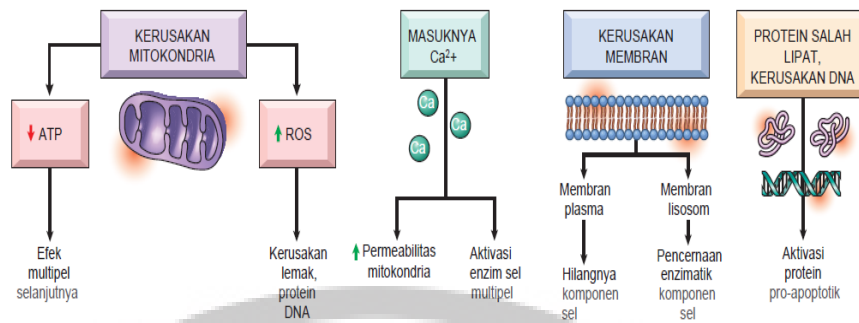 KERUSAKAN
MITOKONDRIA
ATP
ROS
Efek
multipel
selanjutnya
Kerusakan
lemak,
protein
DNA
MASUKNYA
Ca²⁺
Ca
Ca
Ca
Permeabilitas
mitokondria
Aktivasi
enzim sel
multipel
KERUSAKAN
MEMBRAN
Membran
plasma
Membran
lisosom
Hilangnya
komponen
sel
Pencernaan
enzimatik
komponen
sel
PROTEIN SALAH
LIPAT,
KERUSAKAN DNA
Aktivasi
protein
pro-apoptotik